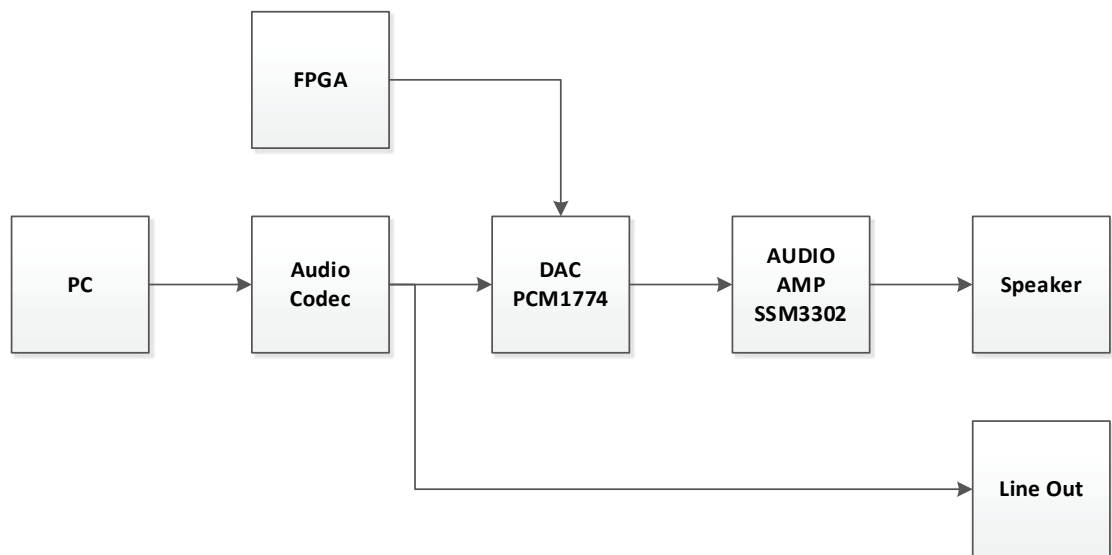 FPGA
PC
Audio
Codec
DAC
PCM1774
AUDIO
AMP
SSM3302
Speaker
Line Out